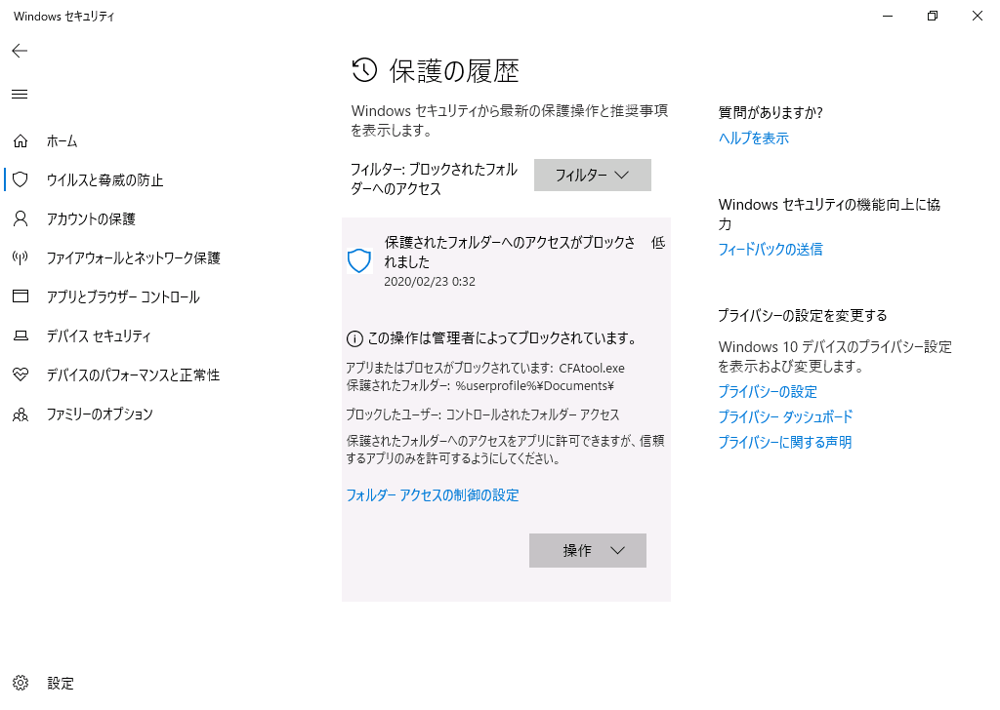 Windows セキュリティ
ホーム
ウイルスと脅威の防止
アカウントの保護
ファイアウォールとネットワーク保護
アプリとブラウザー コントロール
デバイス セキュリティ
デバイスのパフォーマンスと正常性
ファミリーのオプション
設定
保護の履歴
Windows セキュリティから最新の保護操作と推奨事項
を表示します。
フィルター: ブロックされたフォル
ダーへのアクセス
フィルター
保護されたフォルダーへのアクセスがブロックさ 低
れました
2020/02/23 0:32
この操作は管理者によってブロックされています。
アプリまたはプロセスがブロックされています: CFAtool.exe
保護されたフォルダー: %userprofile%¥Documents¥
ブロックしたユーザー: コントロールされたフォルダー アクセス
保護されたフォルダーへのアクセスをアプリに許可できますが、信頼
するアプリのみを許可するようにしてください。
フォルダー アクセスの制御の設定
操作
質問がありますか?
ヘルプを表示
Windows セキュリティの機能向上に協
力
フィードバックの送信
プライバシーの設定を変更する
Windows 10 デバイスのプライバシー設定
を表示および変更します。
プライバシーの設定
プライバシー ダッシュボード
プライバシーに関する声明